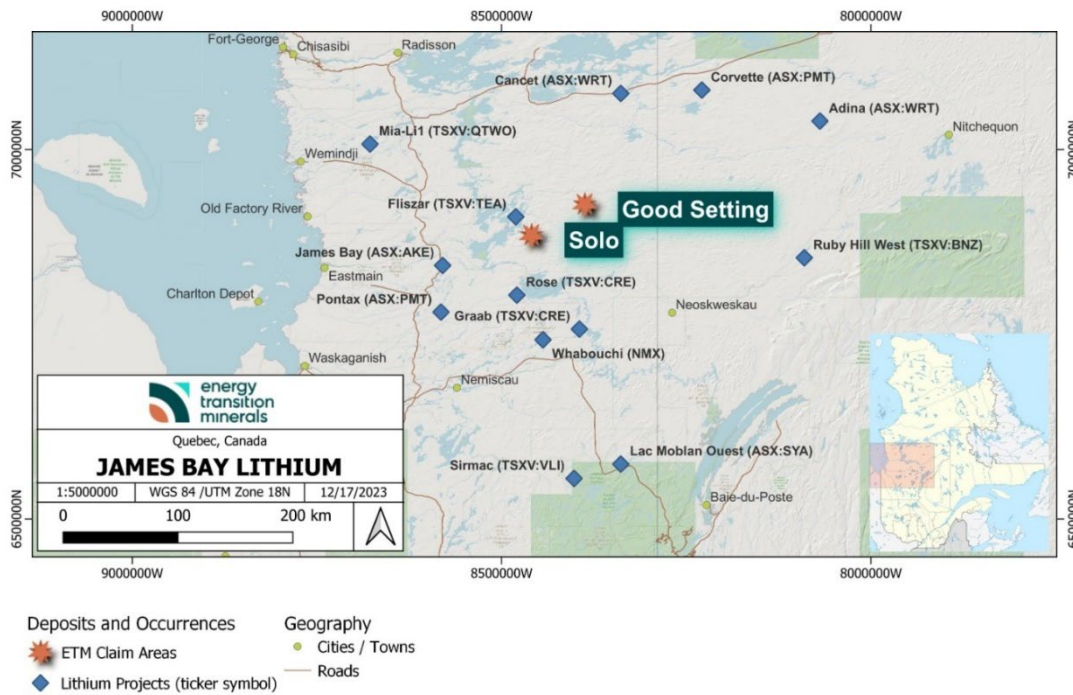 9000000W
8500000W
8000000W
Fort-George
Chisasibi
Radisson
Cancet (ASX:WRT)
Corvette (ASX:PMT)
Adina (ASX:WRT)
Nitchequon
Mia-Li1 (TSXV:QTWO)
7000000N
7000000N
Wemindji
Fliszar (TSXV:TEA)
Good Setting
Old Factory River
Solo
James Bay (ASX:AKE)
Ruby Hill West (TSXV:BNZ)
Eastmain
Rose (TSXV:CRE)
Charlton Depot
Pontax (ASX:PMT)
Graab (TSXV:CRE)
Neoskweskau
Whabouchi (NMX)
Waskaganish
Nemiscau
energy
transition
minerals
Quebec, Canada
JAMES BAY LITHIUM
1:5000000
WGS 84 /UTM Zone 18N
12/17/2023
0
100
200 km
Lac Moblan Ouest (ASX:SYA)
Sirmac (TSXV:VLI)
Baie-du-Poste
6500000N
6500000N
9000000W
8500000W
8000000W
Deposits and Occurrences
ETM Claim Areas
Lithium Projects (ticker symbol)
Geography
Cities / Towns
Roads